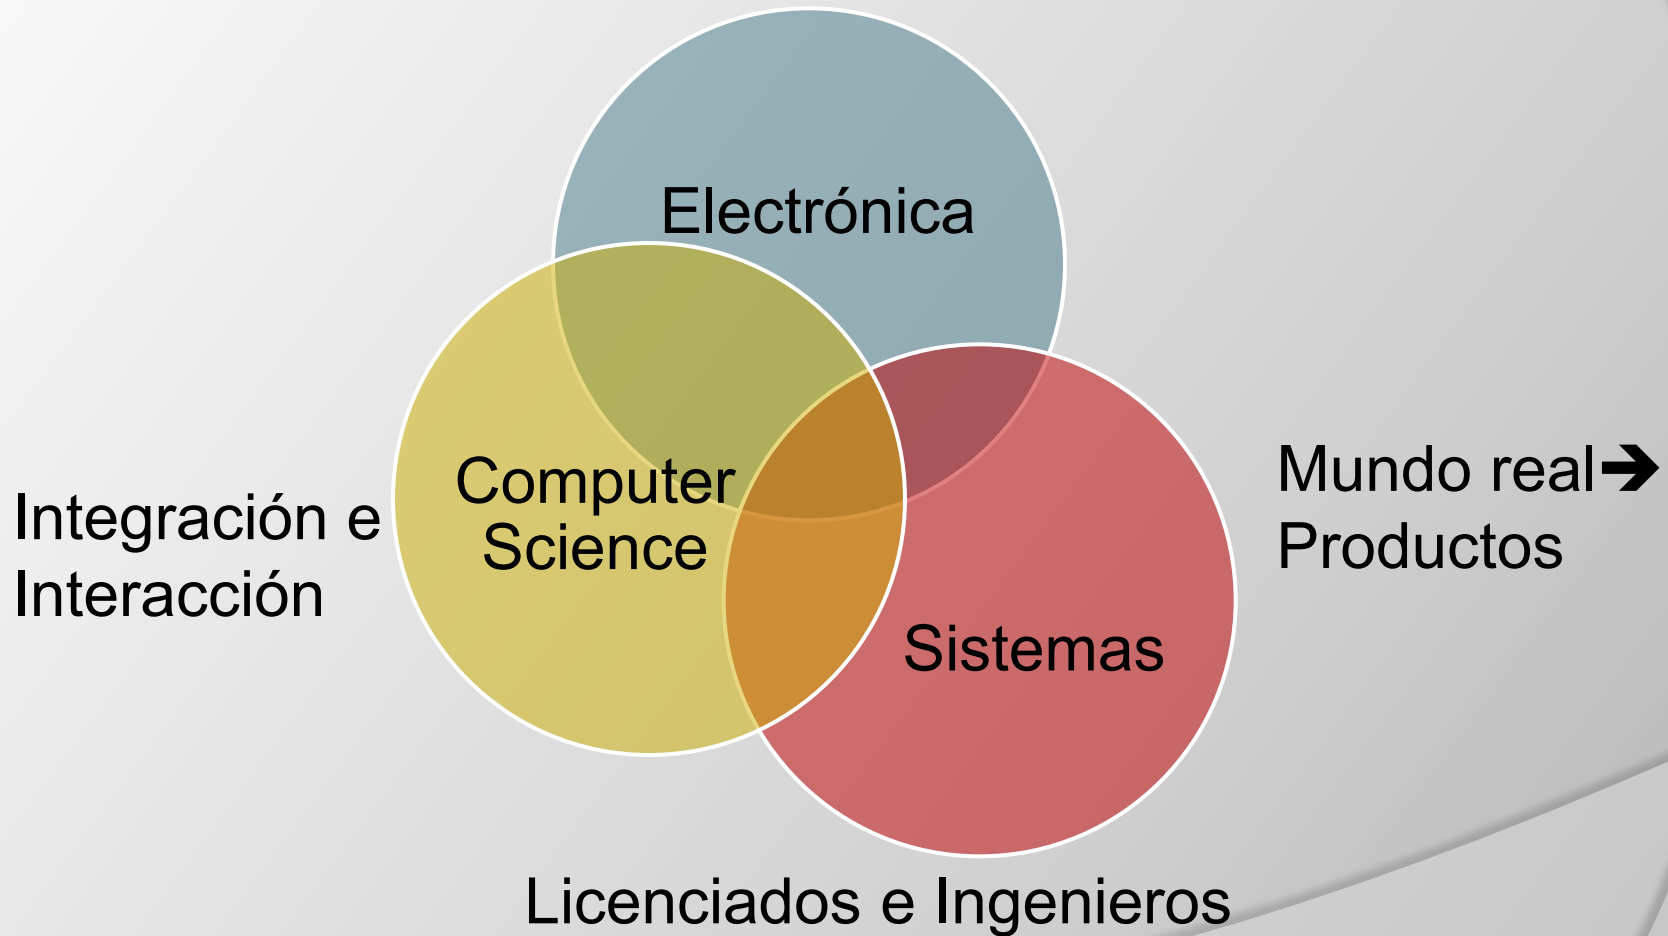 Electrónica
Computer
Science
Integración e
Interacción
Mundo real➔
Productos
Sistemas
Licenciados e Ingenieros